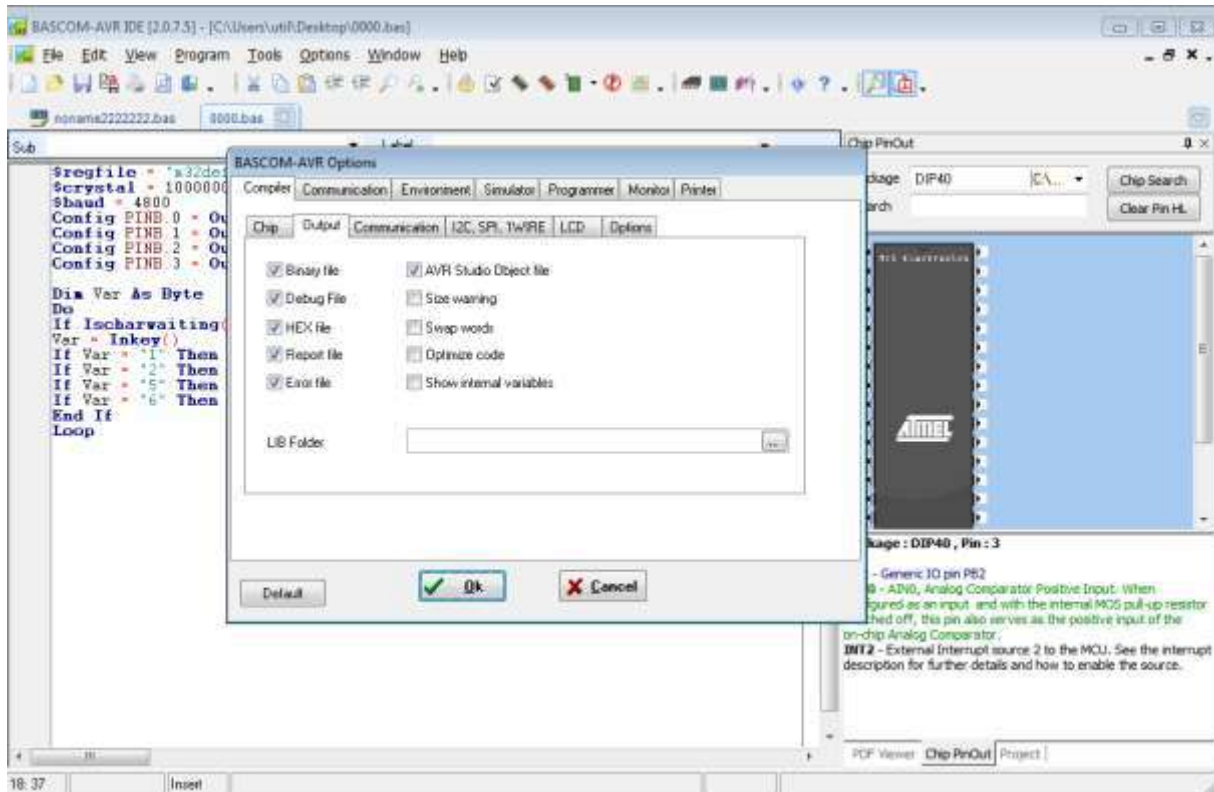 BASCOM-AVR IDE [2.0.7.5] - [C:\Users\util\Desktop\0000.bas]
File Edit View Program Tools Options Window Help
noname2222222.bas 0000.bas
Sub Label
Chip PinOut
$regfile = "m32def
$crystal = 1000000
$baud = 4800
Config PINB.0 = Ou
Config PINB.1 = Ou
Config PINB.2 = Ou
Config PINB.3 = Ou
Dim Var As Byte
Do
If Ischarwaiting(
Var = Inkey()
If Var = "1" Then
If Var = "2" Then
If Var = "5" Then
If Var = "6" Then
End If
Loop
BASCOM-AVR Options
Compiler Communication Environment Simulator Programmer Monitor Printer
Chip Output Communication I2C, SPI, 1WIRE LCD Options
Binary file AVR Studio Object file
Debug File Size warning
HEX file Swap words
Report file Optimize code
Error file Show internal variables
LIB Folder ...
Default Ok Cancel
ckage DIP40 Chip Search
arch Clear Pin HL
MCS Electronics
ATMEL
kage : DIP40 , Pin : 3
- Generic IO pin PB2
- AIN0, Analog Comparator Positive Input. When
gured as an input and with the internal MOS pull-up resistor
ched off, this pin also serves as the positive input of the
on-chip Analog Comparator.
INT2 - External Interrupt source 2 to the MCU. See the interrupt
description for further details and how to enable the source.
PDF Viewer Chip PinOut Project
18: 37 Insert